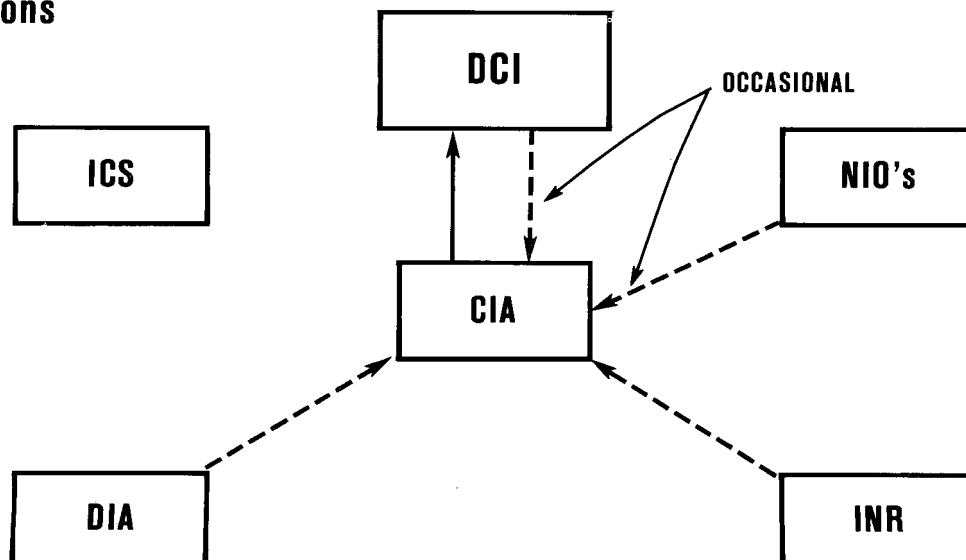 ons
DCI
OCCASIONAL
ICS
NIO's
CIA
DIA
INR